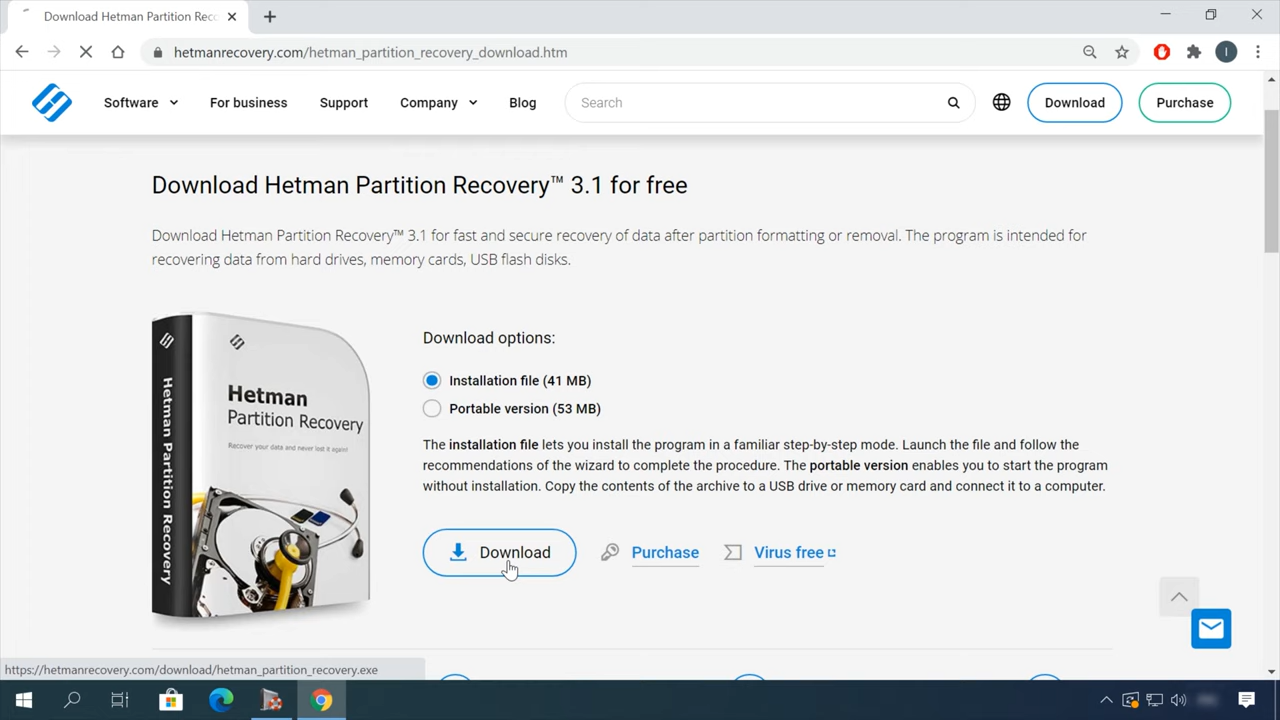 Download Hetman Partition Rec
hetmanrecovery.com/hetman_partition_recovery_download.htm
Software
For business
Support
Company
Blog
Search
Download
Purchase
Download Hetman Partition Recovery™ 3.1 for free
Download Hetman Partition Recovery™ 3.1 for fast and secure recovery of data after partition formatting or removal. The program is intended for
recovering data from hard drives, memory cards, USB flash disks.
Hetman Partition Recovery
Hetman
Partition Recovery
Recover your data and never lost it again!
Download options:
Installation file (41 MB)
Portable version (53 MB)
The installation file lets you install the program in a familiar step-by-step mode. Launch the file and follow the
recommendations of the wizard to complete the procedure. The portable version enables you to start the program
without installation. Copy the contents of the archive to a USB drive or memory card and connect it to a computer.
Download
Purchase
Virus free
https://hetmanrecovery.com/download/hetman_partition_recovery.exe
I